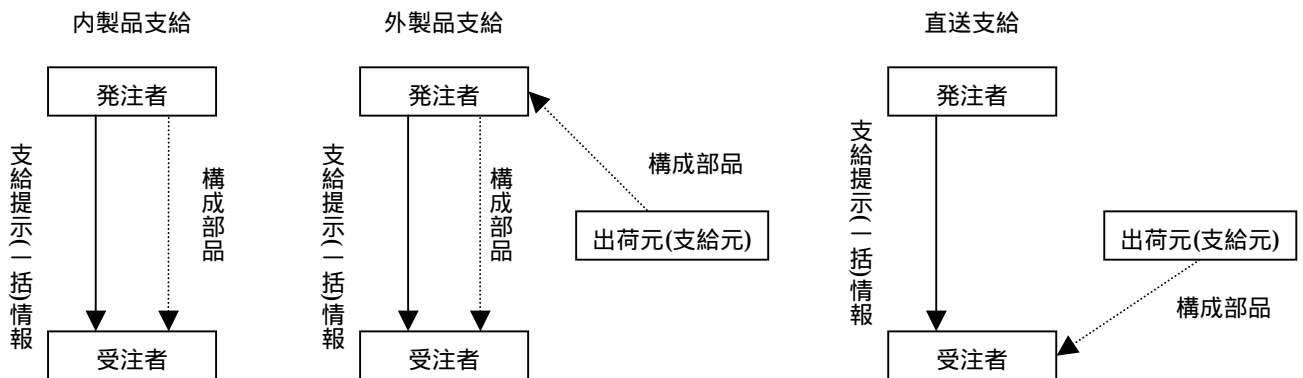 内製品支給
発注者
支給提示(一括)情報
構成部品
受注者
外製品支給
発注者
支給提示(一括)情報
構成部品
構成部品
出荷元(支給元)
受注者
直送支給
発注者
支給提示(一括)情報
出荷元(支給元)
構成部品
受注者